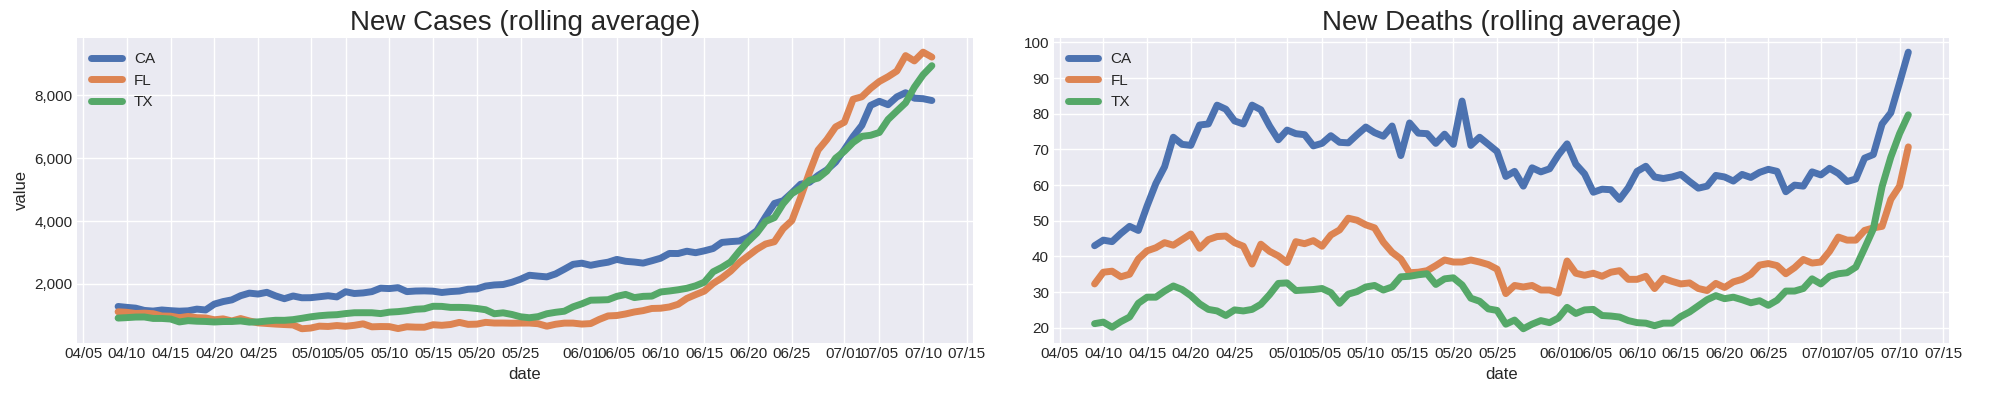 New Cases (rolling average)
CA
FL
TX
8,000
6,000
4,000
2,000
value
04/05 04/10 04/15 04/20 04/25 05/01 05/05 05/10 05/15 05/20 05/25 06/01 06/05 06/10 06/15 06/20 06/25 07/01 07/05 07/10 07/15
date
New Deaths (rolling average)
CA
FL
TX
100
90
80
70
60
50
40
30
20
04/05 04/10 04/15 04/20 04/25 05/01 05/05 05/10 05/15 05/20 05/25 06/01 06/05 06/10 06/15 06/20 06/25 07/01 07/05 07/10 07/15
date